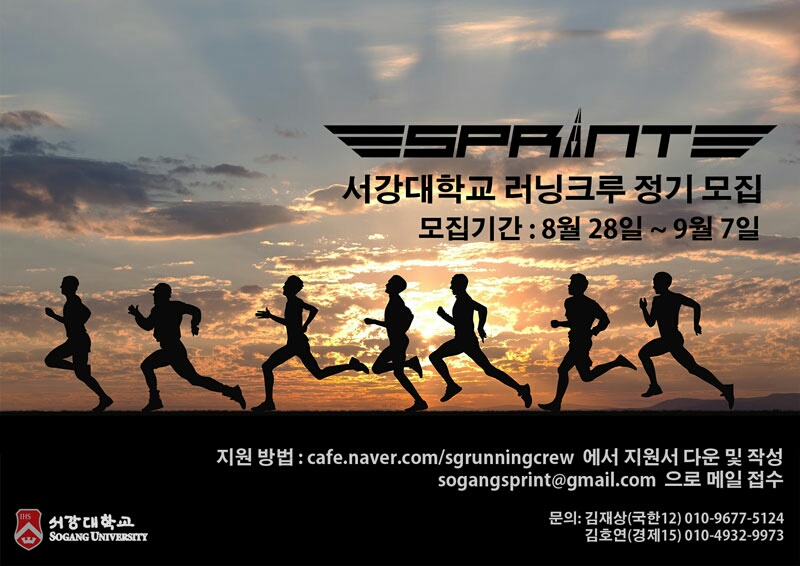 SPRINT
서강대학교 러닝크루 정기 모집
모집기간 : 8월 28일 ~ 9월 7일
지원 방법 : cafe.naver.com/sgrunningcrew 에서 지원서 다운 및 작성
sogangsprint@gmail.com 으로 메일 접수
문의: 김재상(국한12) 010-9677-5124
김호연(경제15) 010-4932-9973
IHS
서강대학교
SOGANG UNIVERSITY